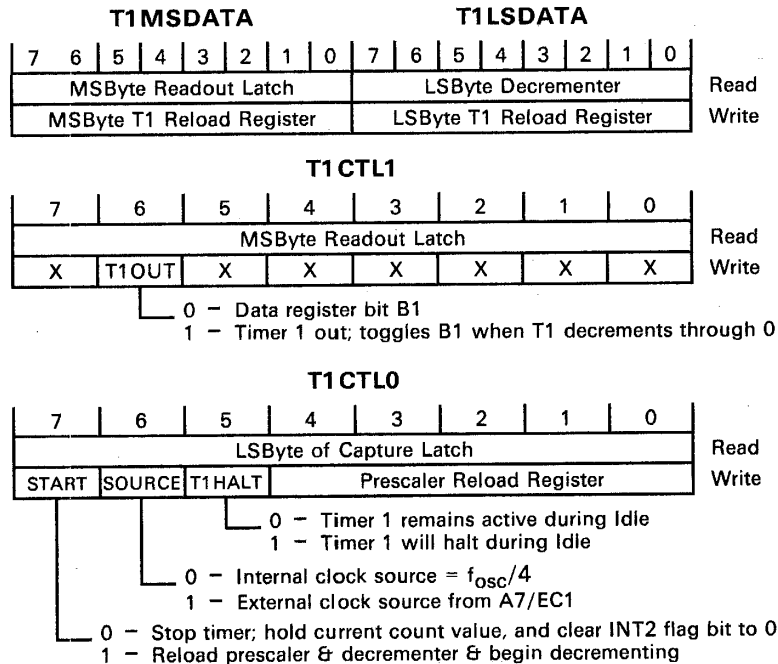 T1MSDATA T1LSDATA
7 6 5 4 3 2 1 0 7 6 5 4 3 2 1 0
MSByte Readout Latch LSByte Decrementer Read
MSByte T1 Reload Register LSByte T1 Reload Register Write
T1CTL1
7 6 5 4 3 2 1 0
MSByte Readout Latch Read
X T1OUT X X X X X X Write
0 – Data register bit B1
1 – Timer 1 out; toggles B1 when T1 decrements through 0
T1CTL0
7 6 5 4 3 2 1 0
LSByte of Capture Latch Read
START SOURCE T1HALT Prescaler Reload Register Write
0 – Timer 1 remains active during Idle
1 – Timer 1 will halt during Idle
0 – Internal clock source = fosc/4
1 – External clock source from A7/EC1
0 – Stop timer; hold current count value, and clear INT2 flag bit to 0
1 – Reload prescaler & decrementer & begin decrementing